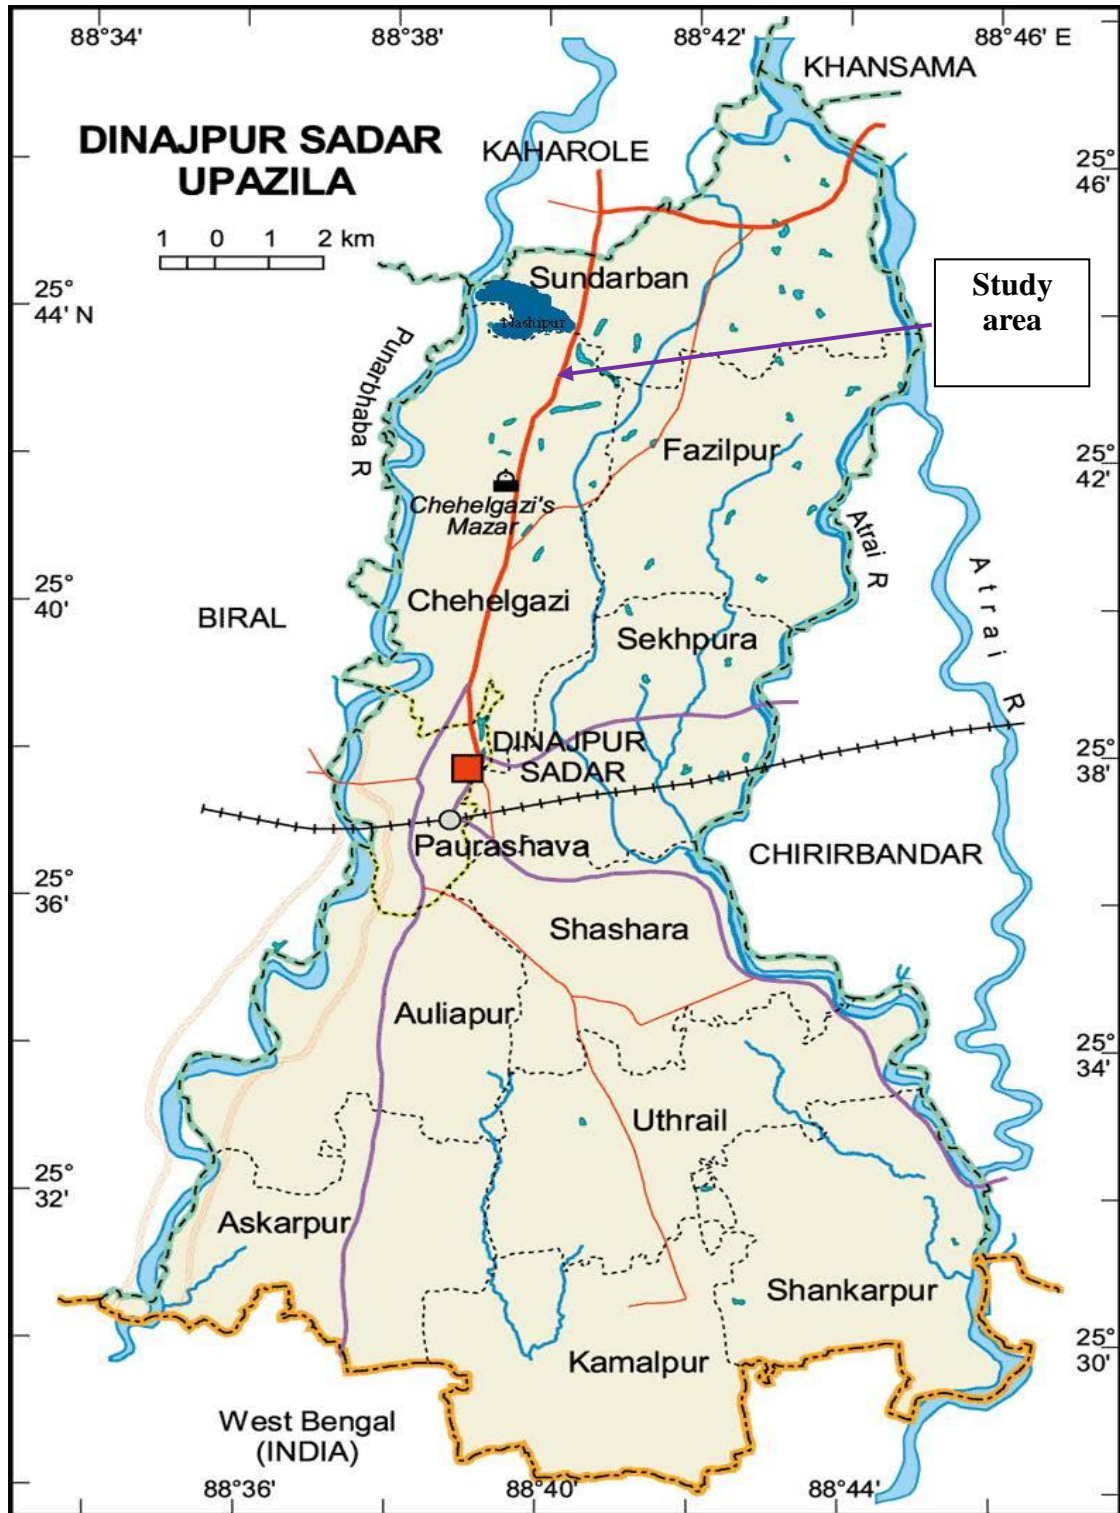 88°34' 88°38' 88°42' 88°46' E
KHANSAMA
DINAJPUR SADAR
UPAZILA
KAHAROLE
25°
46'
1 0 1 2 km
Sundarban
25°
44' N
Nashipur
Study
area
Punarbhaba R
Fazilpur
25°
42'
Chehelgazi's
Mazar
Atrai R
Atrai R
25°
40'
Chehelgazi
BIRAL
Sekhpura
DINAJPUR
SADAR
25°
38'
Paurashava
CHIRIRBANDAR
25°
36'
Shashara
Auliapur
25°
34'
Uthrail
25°
32'
Askarpur
Shankarpur
25°
30'
Kamalpur
West Bengal
(INDIA)
88°36' 88°40' 88°44'